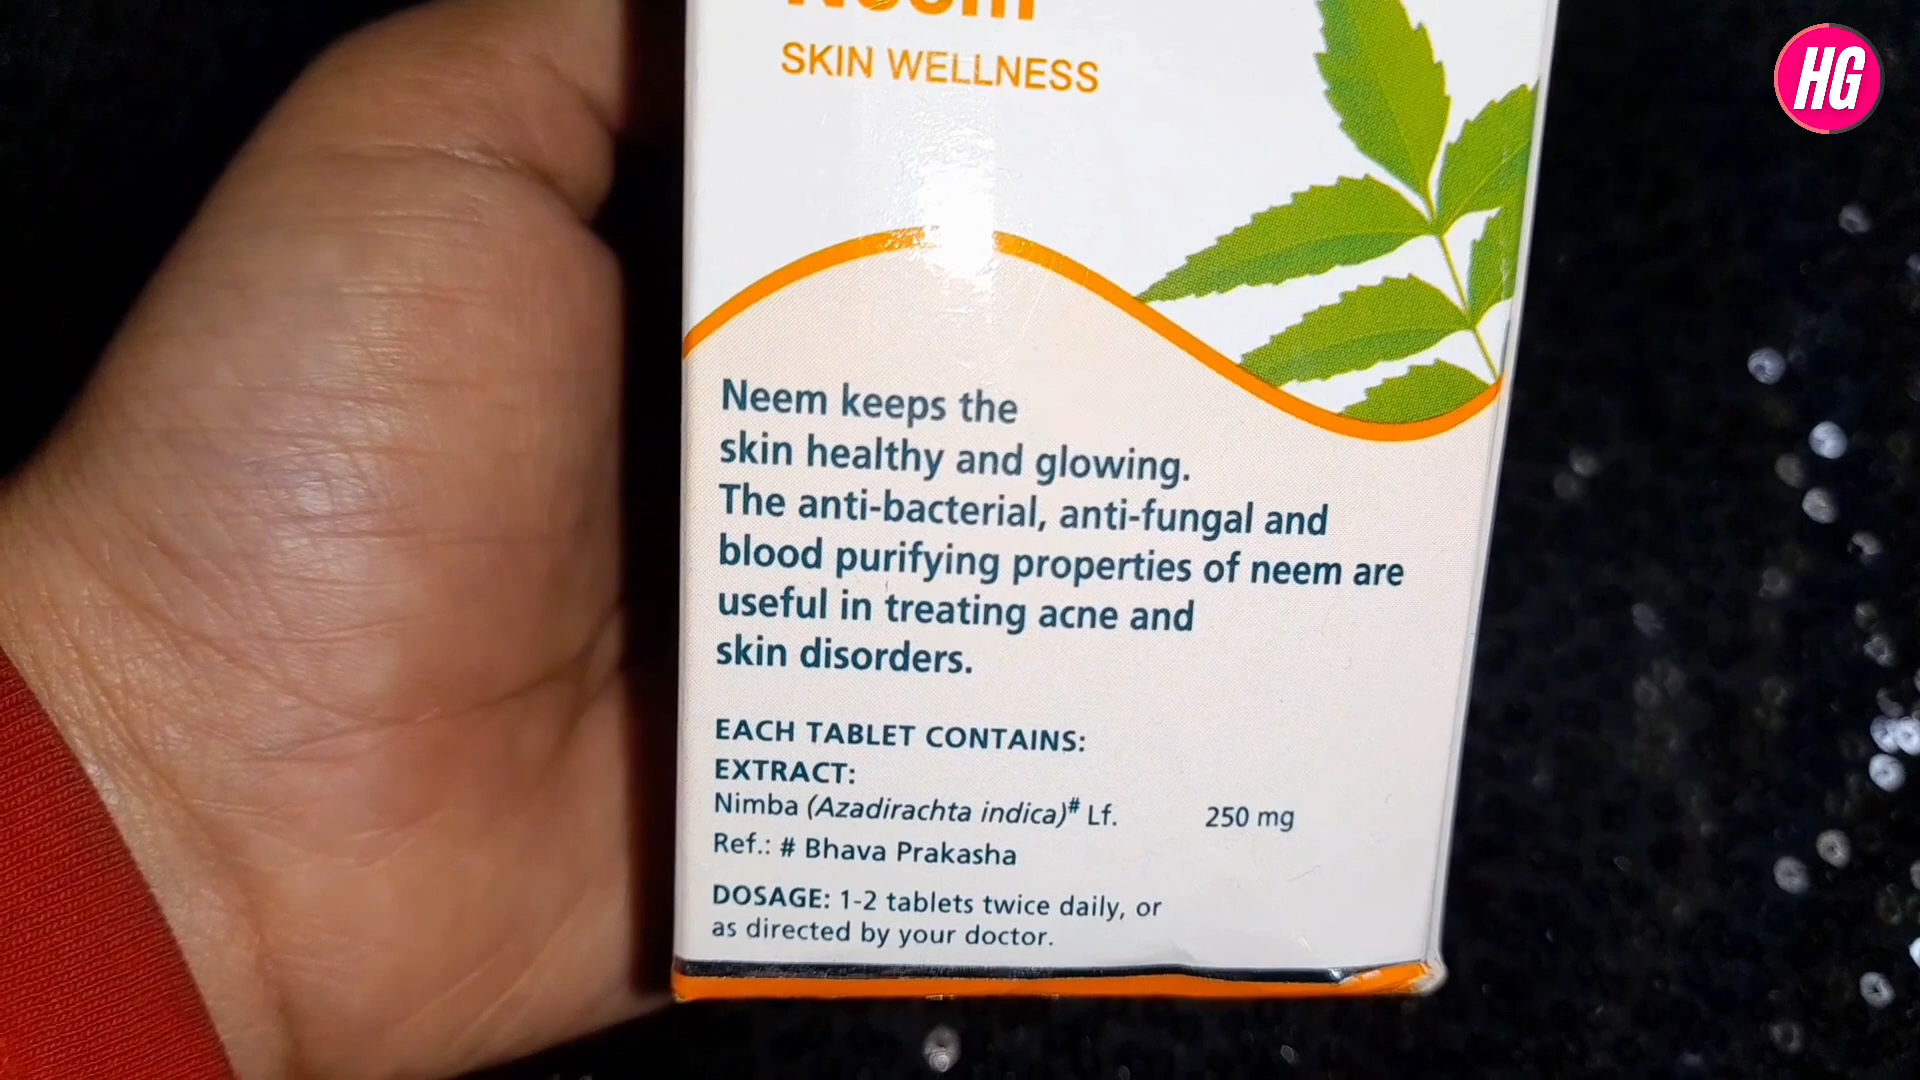 HG
Neem
SKIN WELLNESS
Neem keeps the
skin healthy and glowing.
The anti-bacterial, anti-fungal and
blood purifying properties of neem are
useful in treating acne and
skin disorders.
EACH TABLET CONTAINS:
EXTRACT:
Nimba (Azadirachta indica)# Lf. 250 mg
Ref.: # Bhava Prakasha
DOSAGE: 1-2 tablets twice daily, or
as directed by your doctor.